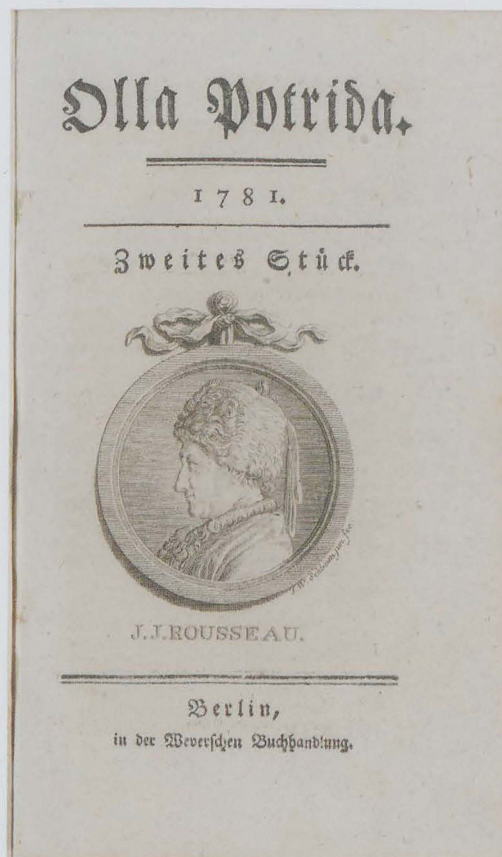 Olla Potrida.
1781.
Zweites Stück.
J. J. ROUSSEAU.
Berlin,
in der Weverschen Buchhandlung.